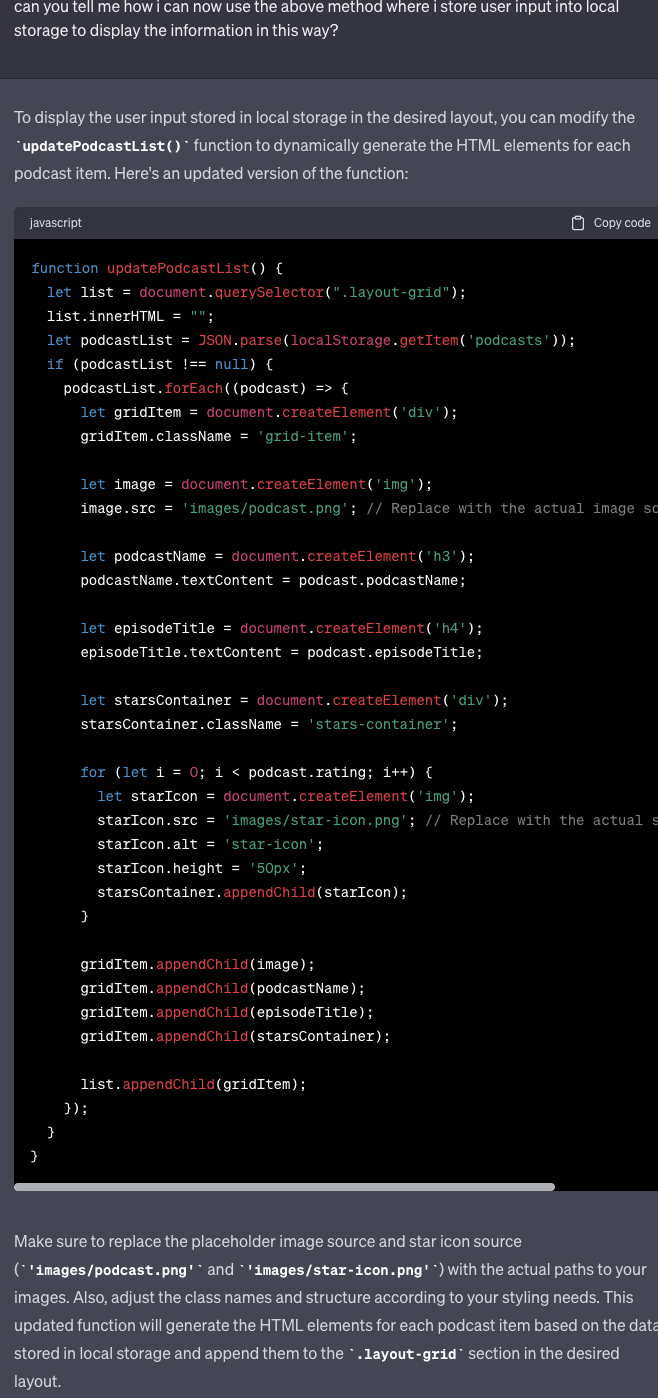 can you tell me how i can now use the above method where i store user input into local
storage to display the information in this way?
To display the user input stored in local storage in the desired layout, you can modify the
`updatePodcastList()` function to dynamically generate the HTML elements for each
podcast item. Here's an updated version of the function:
javascript
Copy code
function updatePodcastList() {
  let list = document.querySelector(".layout-grid");
  list.innerHTML = "";
  let podcastList = JSON.parse(localStorage.getItem('podcasts'));
  if (podcastList !== null) {
    podcastList.forEach((podcast) => {
      let gridItem = document.createElement('div');
      gridItem.className = 'grid-item';
      let image = document.createElement('img');
      image.src = 'images/podcast.png'; // Replace with the actual image so
      let podcastName = document.createElement('h3');
      podcastName.textContent = podcast.podcastName;
      let episodeTitle = document.createElement('h4');
      episodeTitle.textContent = podcast.episodeTitle;
      let starsContainer = document.createElement('div');
      starsContainer.className = 'stars-container';
      for (let i = 0; i < podcast.rating; i++) {
        let starIcon = document.createElement('img');
        starIcon.src = 'images/star-icon.png'; // Replace with the actual s
        starIcon.alt = 'star-icon';
        starIcon.height = '50px';
        starsContainer.appendChild(starIcon);
      }
      gridItem.appendChild(image);
      gridItem.appendChild(podcastName);
      gridItem.appendChild(episodeTitle);
      gridItem.appendChild(starsContainer);
      list.appendChild(gridItem);
    });
  }
}
Make sure to replace the placeholder image source and star icon source
(`'images/podcast.png'` and `'images/star-icon.png'`) with the actual paths to your
images. Also, adjust the class names and structure according to your styling needs. This
updated function will generate the HTML elements for each podcast item based on the data
stored in local storage and append them to the `.layout-grid` section in the desired
layout.